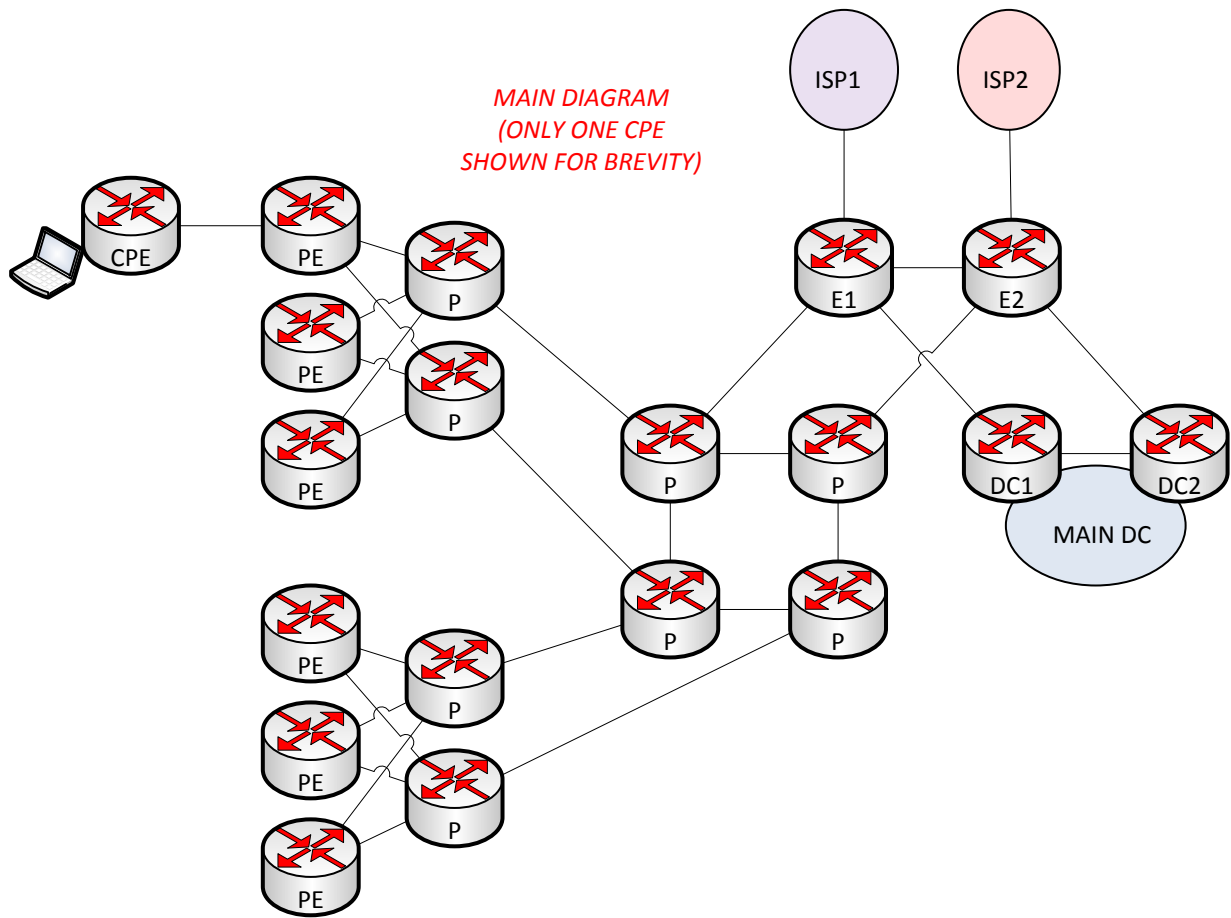 ISP1
ISP2
MAIN DIAGRAM
(ONLY ONE CPE
SHOWN FOR BREVITY)
CPE
PE
P
E1
E2
PE
P
PE
P
P
DC1
DC2
MAIN DC
PE
P
P
P
PE
P
PE